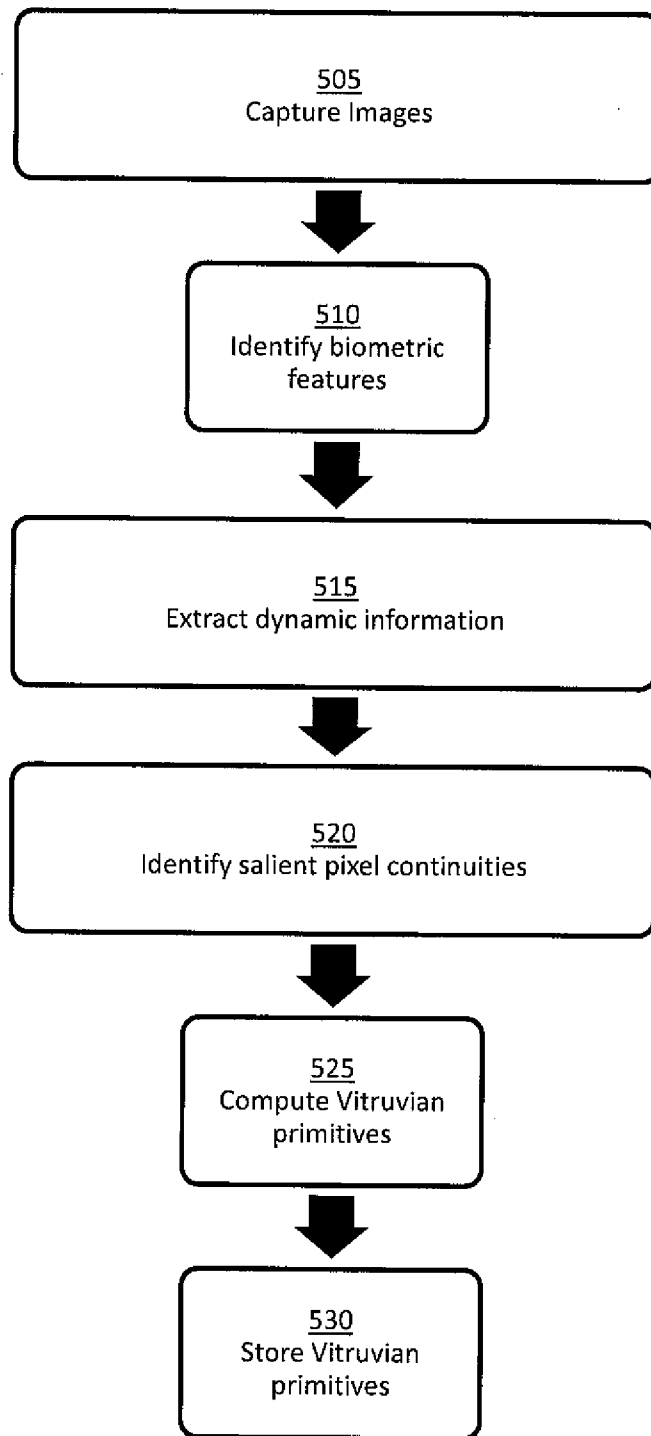 505
Capture Images
510
Identify biometric
features
515
Extract dynamic information
520
Identify salient pixel continuities
525
Compute Vitruvian
primitives
530
Store Vitruvian
primitives